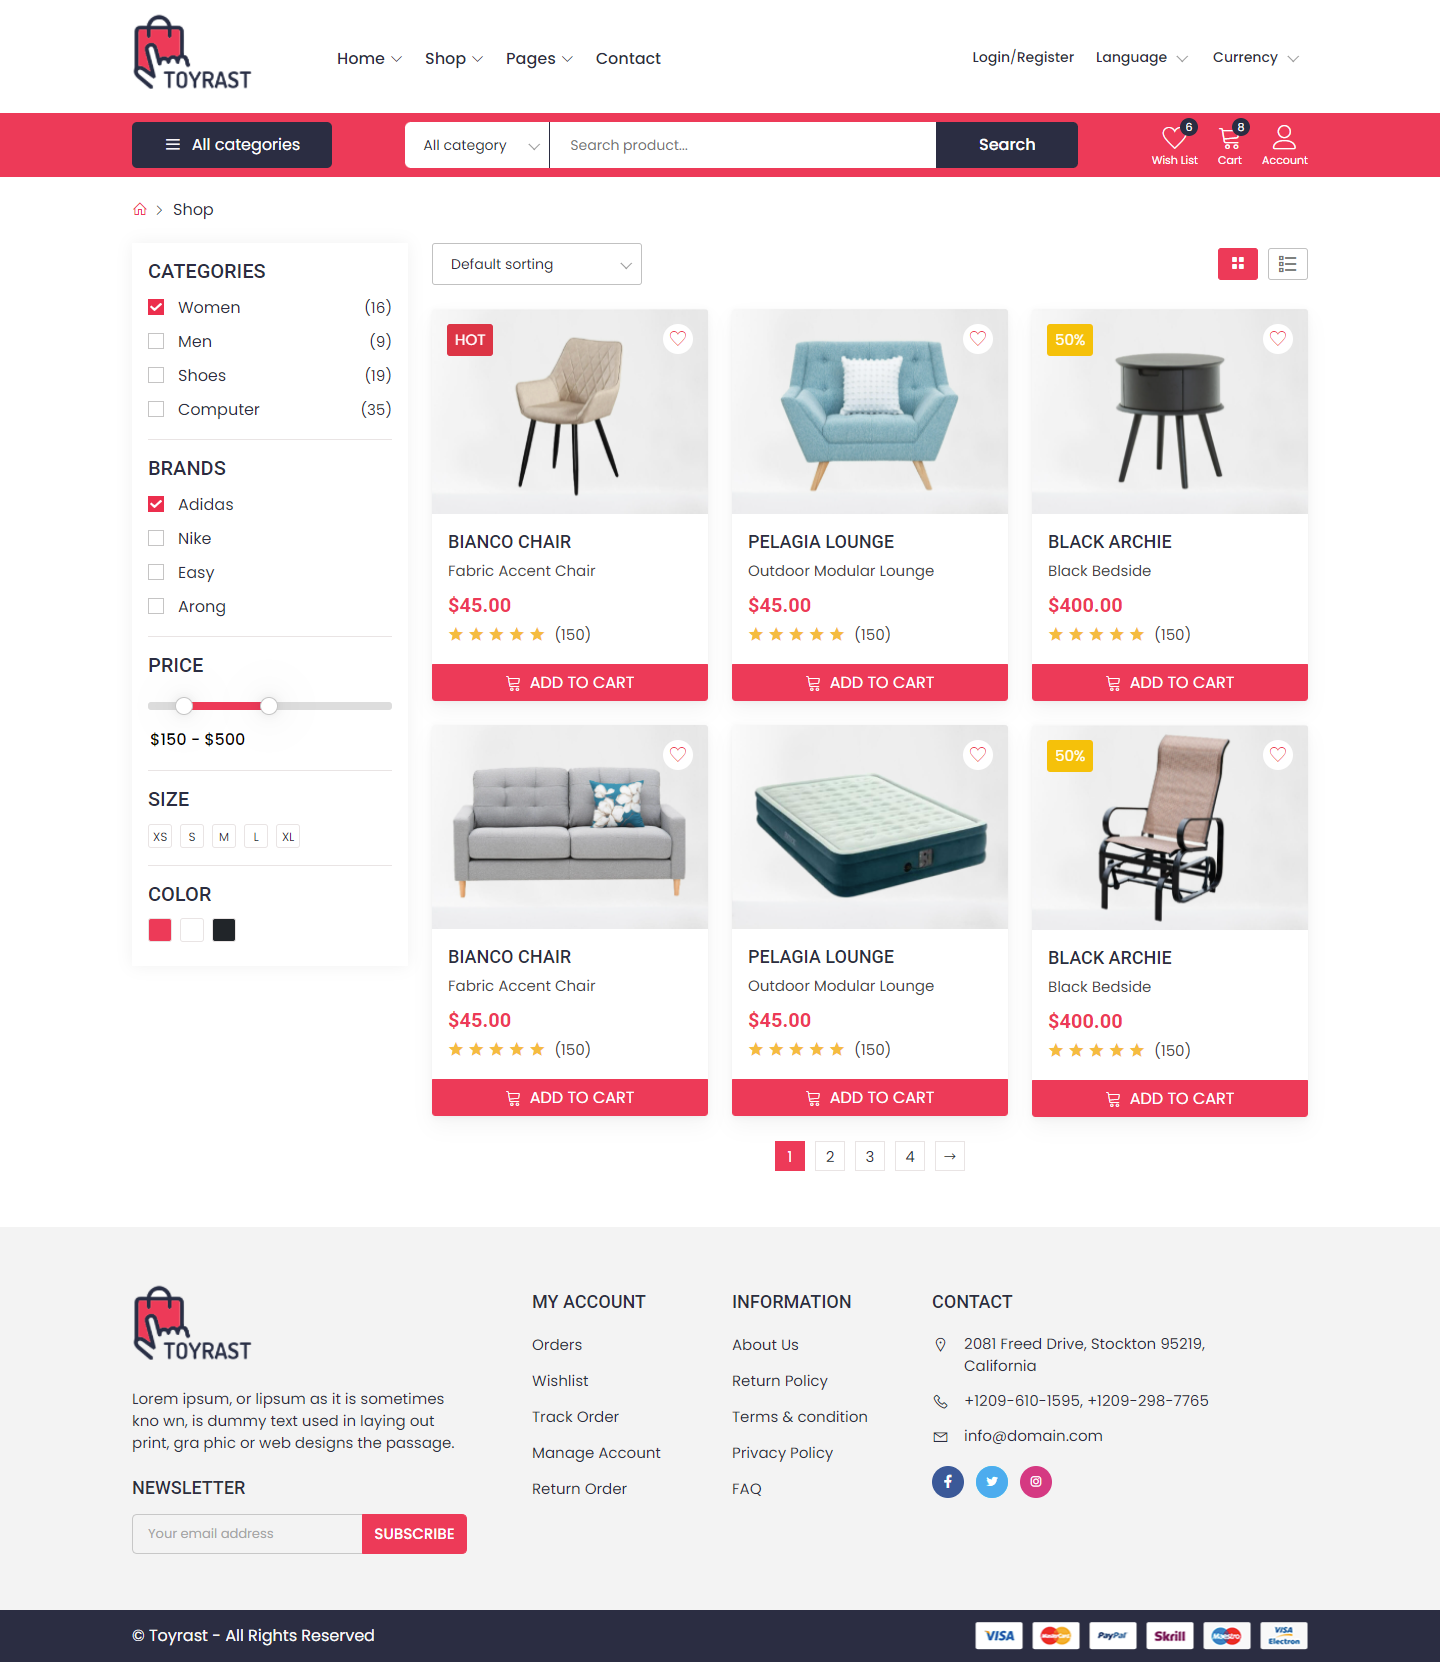 TOYRAST
Home
Shop
Pages
Contact
Login/Register
Language
Currency
All categories
All category
Search product...
Search
6
Wish List
8
Cart
Account
Shop
CATEGORIES
Women (16)
Men (9)
Shoes (19)
Computer (35)
BRANDS
Adidas
Nike
Easy
Arong
PRICE
$150 - $500
SIZE
XS S M L XL
COLOR
Default sorting
HOT
BIANCO CHAIR
Fabric Accent Chair
$45.00
(150)
ADD TO CART
PELAGIA LOUNGE
Outdoor Modular Lounge
$45.00
(150)
ADD TO CART
50%
BLACK ARCHIE
Black Bedside
$400.00
(150)
ADD TO CART
BIANCO CHAIR
Fabric Accent Chair
$45.00
(150)
ADD TO CART
PELAGIA LOUNGE
Outdoor Modular Lounge
$45.00
(150)
ADD TO CART
50%
BLACK ARCHIE
Black Bedside
$400.00
(150)
ADD TO CART
1 2 3 4 →
TOYRAST
Lorem ipsum, or lipsum as it is sometimes
kno wn, is dummy text used in laying out
print, gra phic or web designs the passage.
NEWSLETTER
Your email address
SUBSCRIBE
MY ACCOUNT
Orders
Wishlist
Track Order
Manage Account
Return Order
INFORMATION
About Us
Return Policy
Terms & condition
Privacy Policy
FAQ
CONTACT
2081 Freed Drive, Stockton 95219,
California
+1209-610-1595, +1209-298-7765
info@domain.com
© Toyrast - All Rights Reserved
VISA
MasterCard
PayPal
Skrill
Maestro
VISA
Electron